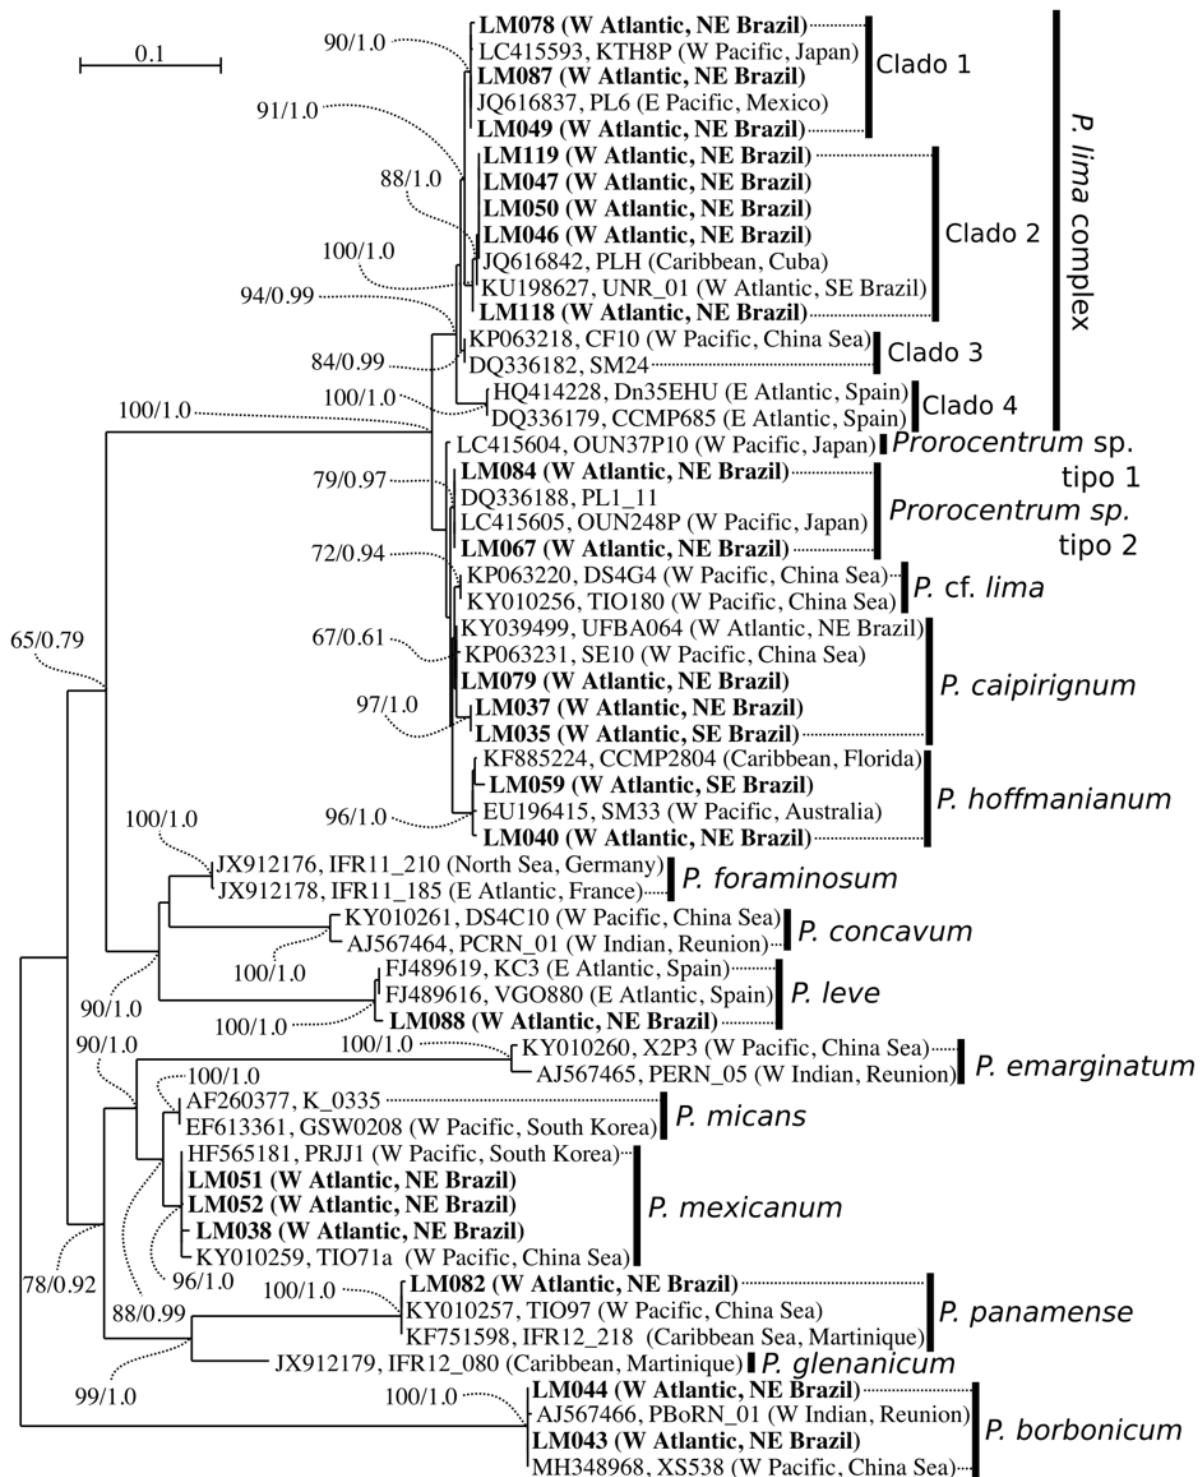 0.1
90/1.0
91/1.0
88/1.0
100/1.0
94/0.99
84/0.99
100/1.0
100/1.0
79/0.97
72/0.94
65/0.79
67/0.61
97/1.0
96/1.0
100/1.0
100/1.0
90/1.0
100/1.0
90/1.0
100/1.0
100/1.0
78/0.92
96/1.0
88/0.99
100/1.0
99/1.0
100/1.0
LM078 (W Atlantic, NE Brazil)
LC415593, KTH8P (W Pacific, Japan)
LM087 (W Atlantic, NE Brazil)
JQ616837, PL6 (E Pacific, Mexico)
LM049 (W Atlantic, NE Brazil)
Clado 1
LM119 (W Atlantic, NE Brazil)
LM047 (W Atlantic, NE Brazil)
LM050 (W Atlantic, NE Brazil)
LM046 (W Atlantic, NE Brazil)
JQ616842, PLH (Caribbean, Cuba)
KU198627, UNR_01 (W Atlantic, SE Brazil)
LM118 (W Atlantic, NE Brazil)
Clado 2
KP063218, CF10 (W Pacific, China Sea)
DQ336182, SM24
Clado 3
HQ414228, Dn35EHU (E Atlantic, Spain)
DQ336179, CCMP685 (E Atlantic, Spain)
Clado 4
P. lima complex
LC415604, OUN37P10 (W Pacific, Japan)
Prorocentrum sp.
tipo 1
LM084 (W Atlantic, NE Brazil)
DQ336188, PL1_11
LC415605, OUN248P (W Pacific, Japan)
LM067 (W Atlantic, NE Brazil)
Prorocentrum sp.
tipo 2
KP063220, DS4G4 (W Pacific, China Sea)
KY010256, TIO180 (W Pacific, China Sea)
P. cf. lima
KY039499, UFBA064 (W Atlantic, NE Brazil)
KP063231, SE10 (W Pacific, China Sea)
LM079 (W Atlantic, NE Brazil)
LM037 (W Atlantic, NE Brazil)
LM035 (W Atlantic, SE Brazil)
P. caipirignum
KF885224, CCMP2804 (Caribbean, Florida)
LM059 (W Atlantic, SE Brazil)
EU196415, SM33 (W Pacific, Australia)
LM040 (W Atlantic, NE Brazil)
P. hoffmanianum
JX912176, IFR11_210 (North Sea, Germany)
JX912178, IFR11_185 (E Atlantic, France)
P. foraminosum
KY010261, DS4C10 (W Pacific, China Sea)
AJ567464, PCRN_01 (W Indian, Reunion)
P. concavum
FJ489619, KC3 (E Atlantic, Spain)
FJ489616, VGO880 (E Atlantic, Spain)
LM088 (W Atlantic, NE Brazil)
P. leve
KY010260, X2P3 (W Pacific, China Sea)
AJ567465, PERN_05 (W Indian, Reunion)
P. emarginatum
AF260377, K_0335
EF613361, GSW0208 (W Pacific, South Korea)
P. micans
HF565181, PRJJ1 (W Pacific, South Korea)
LM051 (W Atlantic, NE Brazil)
LM052 (W Atlantic, NE Brazil)
LM038 (W Atlantic, NE Brazil)
KY010259, TIO71a (W Pacific, China Sea)
P. mexicanum
LM082 (W Atlantic, NE Brazil)
KY010257, TIO97 (W Pacific, China Sea)
KF751598, IFR12_218 (Caribbean Sea, Martinique)
P. panamense
JX912179, IFR12_080 (Caribbean, Martinique)
P. glenanicum
LM044 (W Atlantic, NE Brazil)
AJ567466, PBoRN_01 (W Indian, Reunion)
LM043 (W Atlantic, NE Brazil)
MH348968, XS538 (W Pacific, China Sea)
P. borbonicum